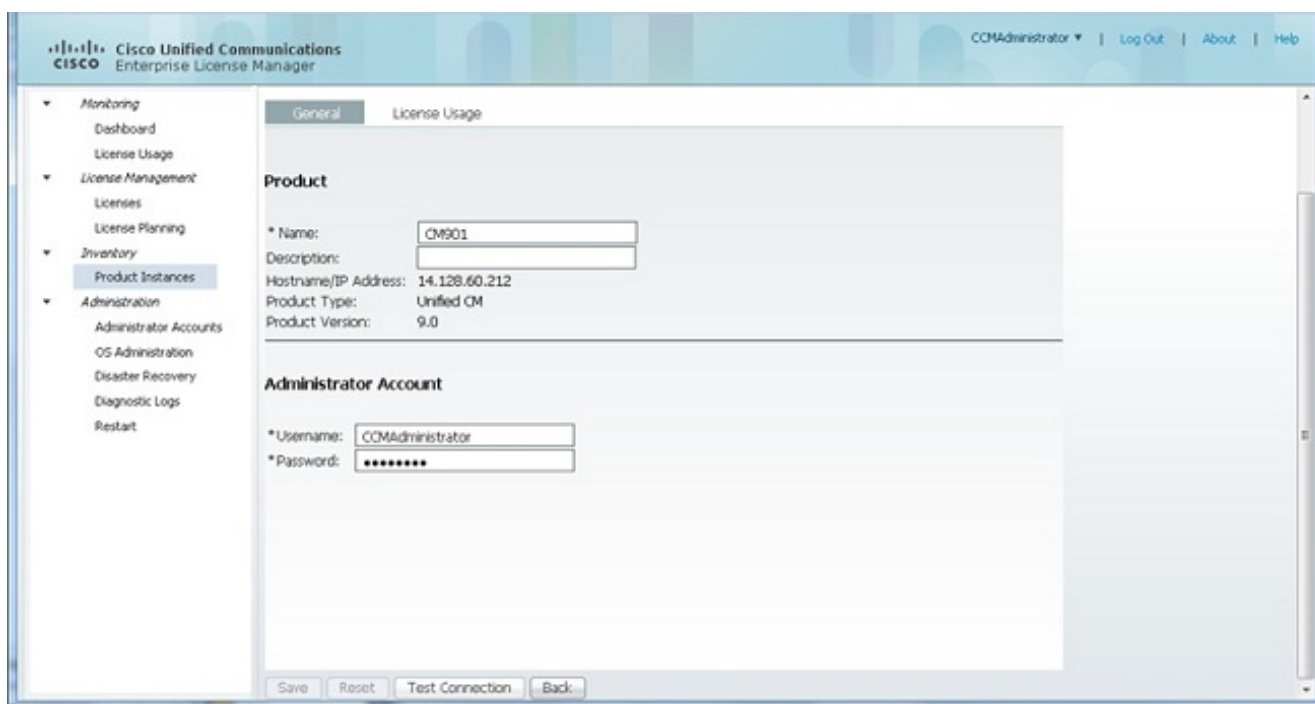 Cisco Unified Communications
CISCO Enterprise License Manager
CCMAdministrator | Log Out | About | Help
Monitoring
Dashboard
License Usage
License Management
Licenses
License Planning
Inventory
Product Instances
Administration
Administrator Accounts
OS Administration
Disaster Recovery
Diagnostic Logs
Restart
General License Usage
Product
* Name: CM901
Description:
Hostname/IP Address: 14.128.60.212
Product Type: Unified CM
Product Version: 9.0
Administrator Account
*Username: CCMAdministrator
*Password: ••••••••
Save Reset Test Connection Back